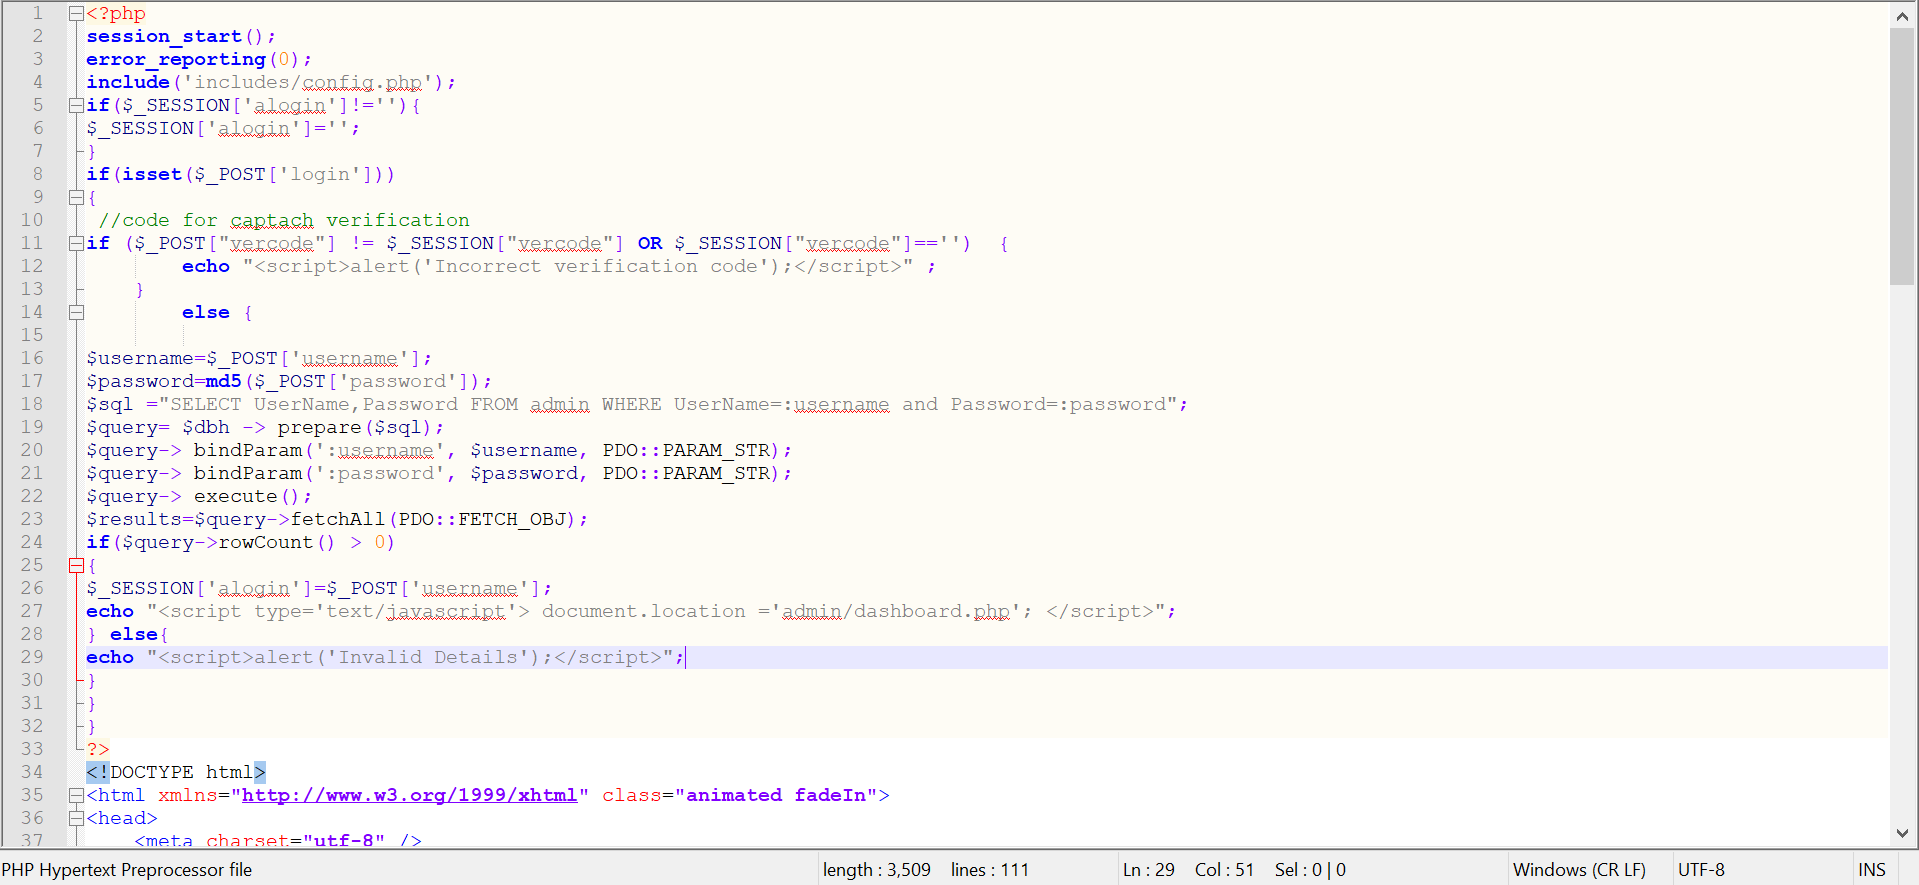 1 <?php
2 session_start();
3 error_reporting(0);
4 include('includes/config.php');
5 if($_SESSION['alogin']!=''){
6 $_SESSION['alogin']='';
7 }
8 if(isset($_POST['login']))
9 {
10 //code for captach verification
11 if ($_POST["vercode"] != $_SESSION["vercode"] OR $_SESSION["vercode"]=='')  {
12 echo "<script>alert('Incorrect verification code');</script>" ;
13 }
14 else {
15
16 $username=$_POST['username'];
17 $password=md5($_POST['password']);
18 $sql ="SELECT UserName,Password FROM admin WHERE UserName=:username and Password=:password";
19 $query= $dbh -> prepare($sql);
20 $query-> bindParam(':username', $username, PDO::PARAM_STR);
21 $query-> bindParam(':password', $password, PDO::PARAM_STR);
22 $query-> execute();
23 $results=$query->fetchAll(PDO::FETCH_OBJ);
24 if($query->rowCount() > 0)
25 {
26 $_SESSION['alogin']=$_POST['username'];
27 echo "<script type='text/javascript'> document.location ='admin/dashboard.php'; </script>";
28 } else{
29 echo "<script>alert('Invalid Details');</script>";
30 }
31 }
32 }
33 ?>
34 <!DOCTYPE html>
35 <html xmlns="http://www.w3.org/1999/xhtml" class="animated fadeIn">
36 <head>
37 <meta charset="utf-8" />
PHP Hypertext Preprocessor file length : 3,509 lines : 111 Ln : 29 Col : 51 Sel : 0 | 0 Windows (CR LF) UTF-8 INS